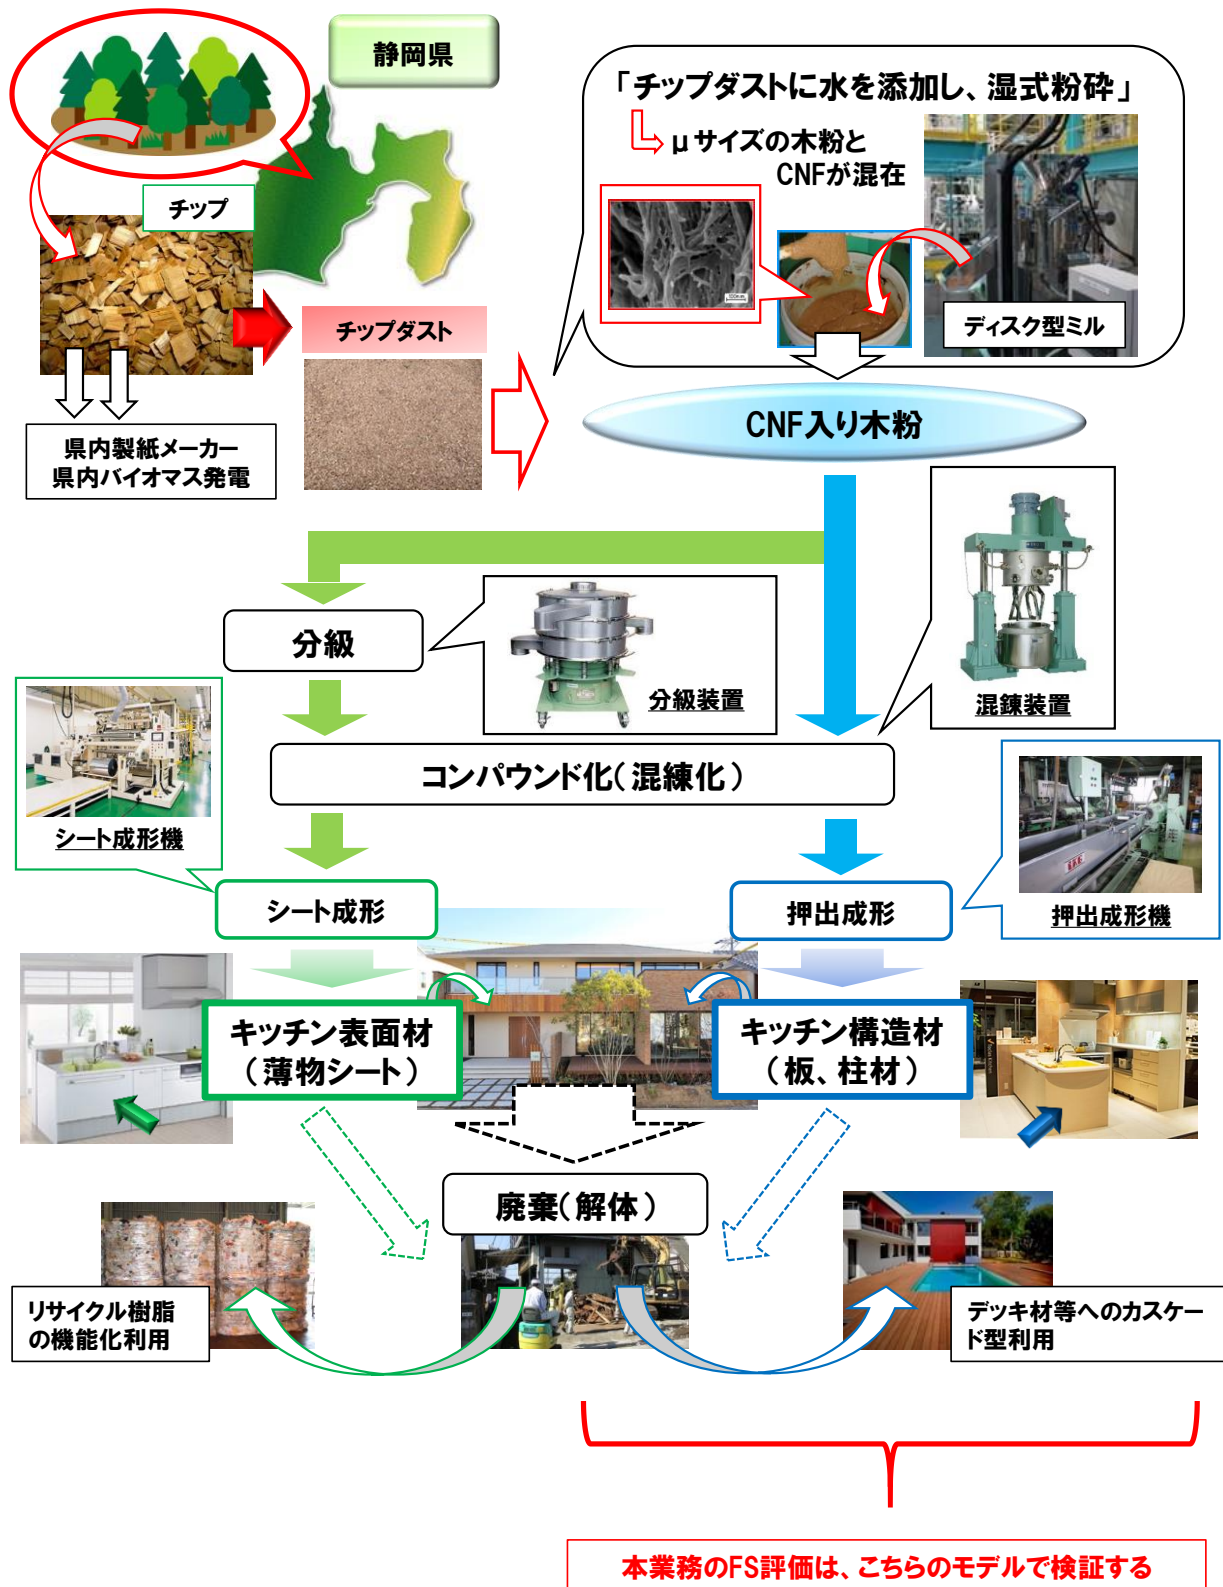 静岡県
「チップダストに水を添加し、湿式粉砕」
μサイズの木粉と
CNFが混在
チップ
チップダスト
ディスク型ミル
CNF入り木粉
県内製紙メーカー
県内バイオマス発電
分級
分級装置
混錬装置
コンパウンド化(混練化)
シート成形機
押出成形機
シート成形
押出成形
キッチン表面材
(薄物シート)
キッチン構造材
(板、柱材)
廃棄(解体)
リサイクル樹脂
の機能化利用
デッキ材等へのカスケー
ド型利用
本業務のFS評価は、こちらのモデルで検証する